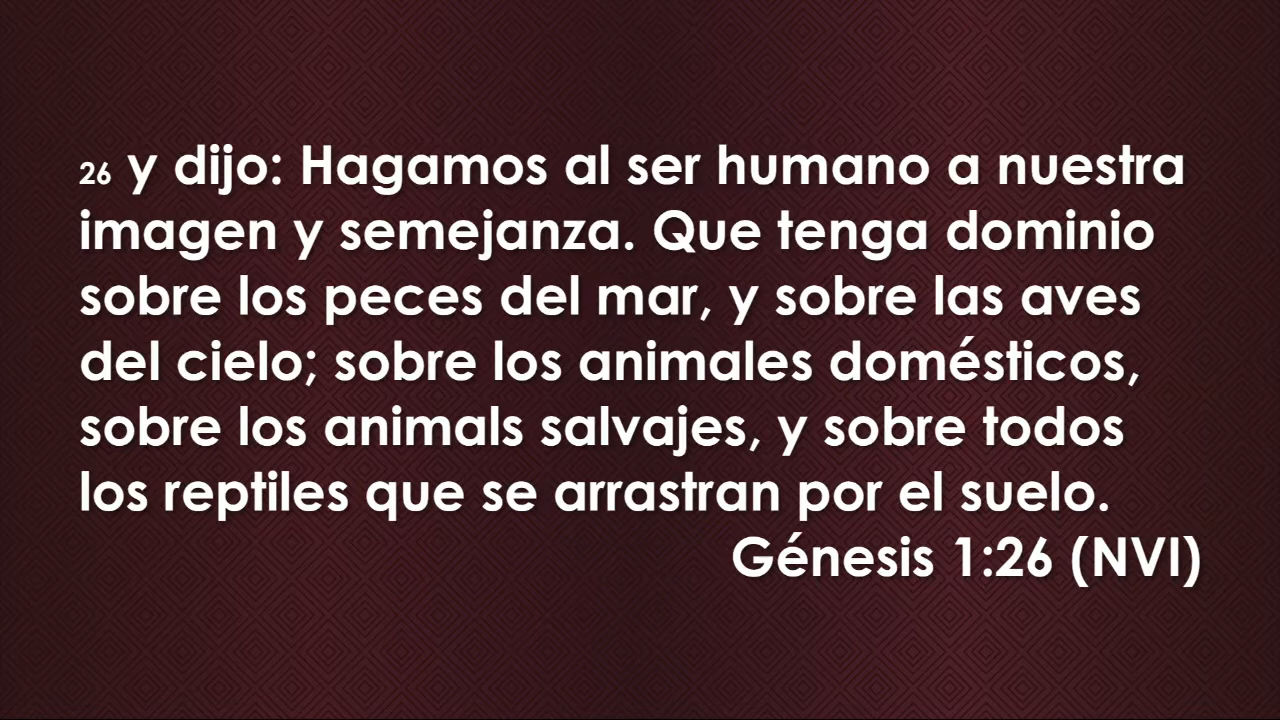 26 y dijo: Hagamos al ser humano a nuestra
imagen y semejanza. Que tenga dominio
sobre los peces del mar, y sobre las aves
del cielo; sobre los animales domésticos,
sobre los animals salvajes, y sobre todos
los reptiles que se arrastran por el suelo.
Génesis 1:26 (NVI)